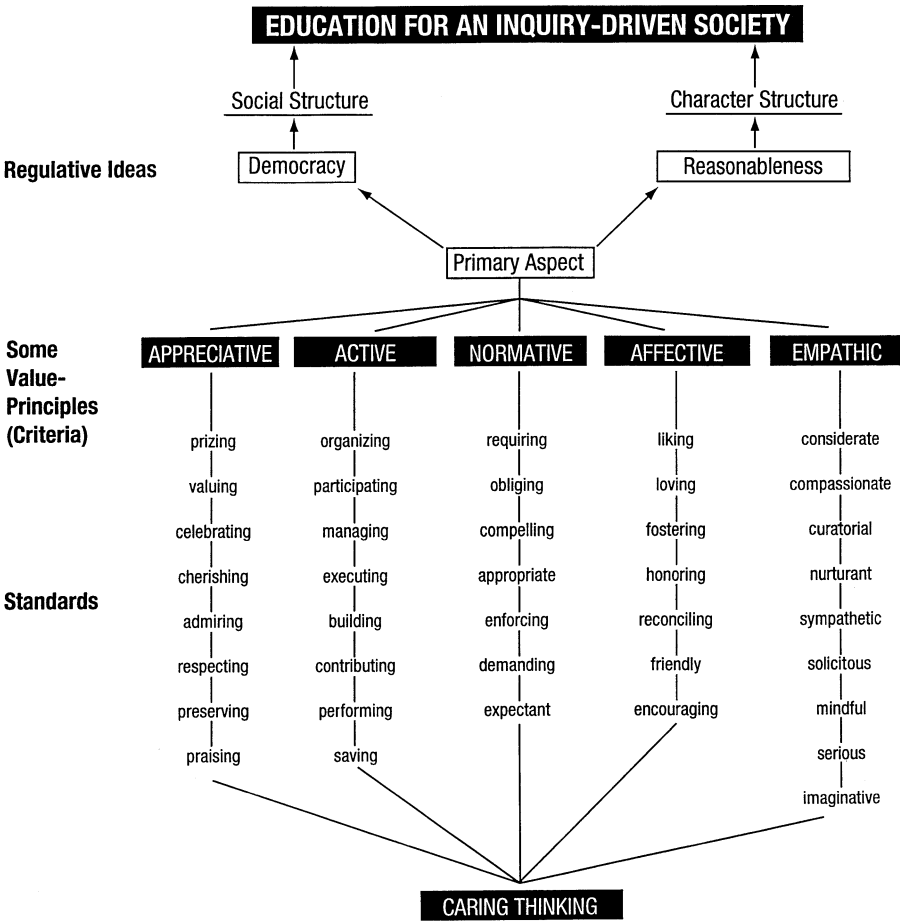 EDUCATION FOR AN INQUIRY-DRIVEN SOCIETY
Social Structure
Character Structure
Regulative Ideas
Democracy
Reasonableness
Primary Aspect
Some
Value-
Principles
(Criteria)
Standards
APPRECIATIVE
prizing
valuing
celebrating
cherishing
admiring
respecting
preserving
praising
ACTIVE
organizing
participating
managing
executing
building
contributing
performing
saving
NORMATIVE
requiring
obliging
compelling
appropriate
enforcing
demanding
expectant
AFFECTIVE
liking
loving
fostering
honoring
reconciling
friendly
encouraging
EMPATHIC
considerate
compassionate
curatorial
nurturant
sympathetic
solicitous
mindful
serious
imaginative
CARING THINKING